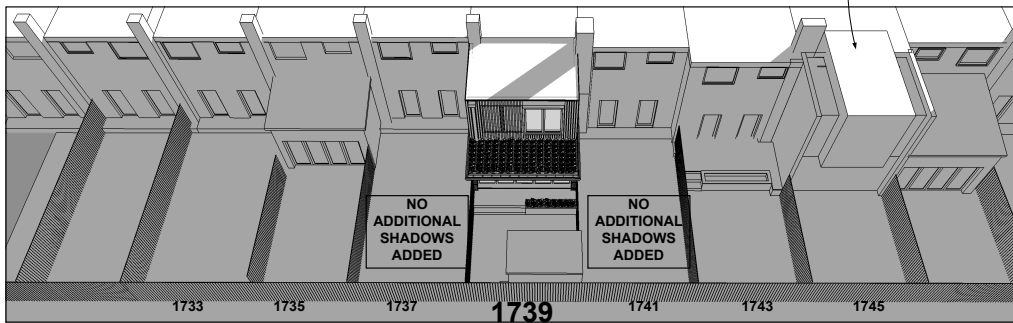 NO
ADDITIONAL
SHADOWS
ADDED
NO
ADDITIONAL
SHADOWS
ADDED
1733 1735 1737 1739 1741 1743 1745